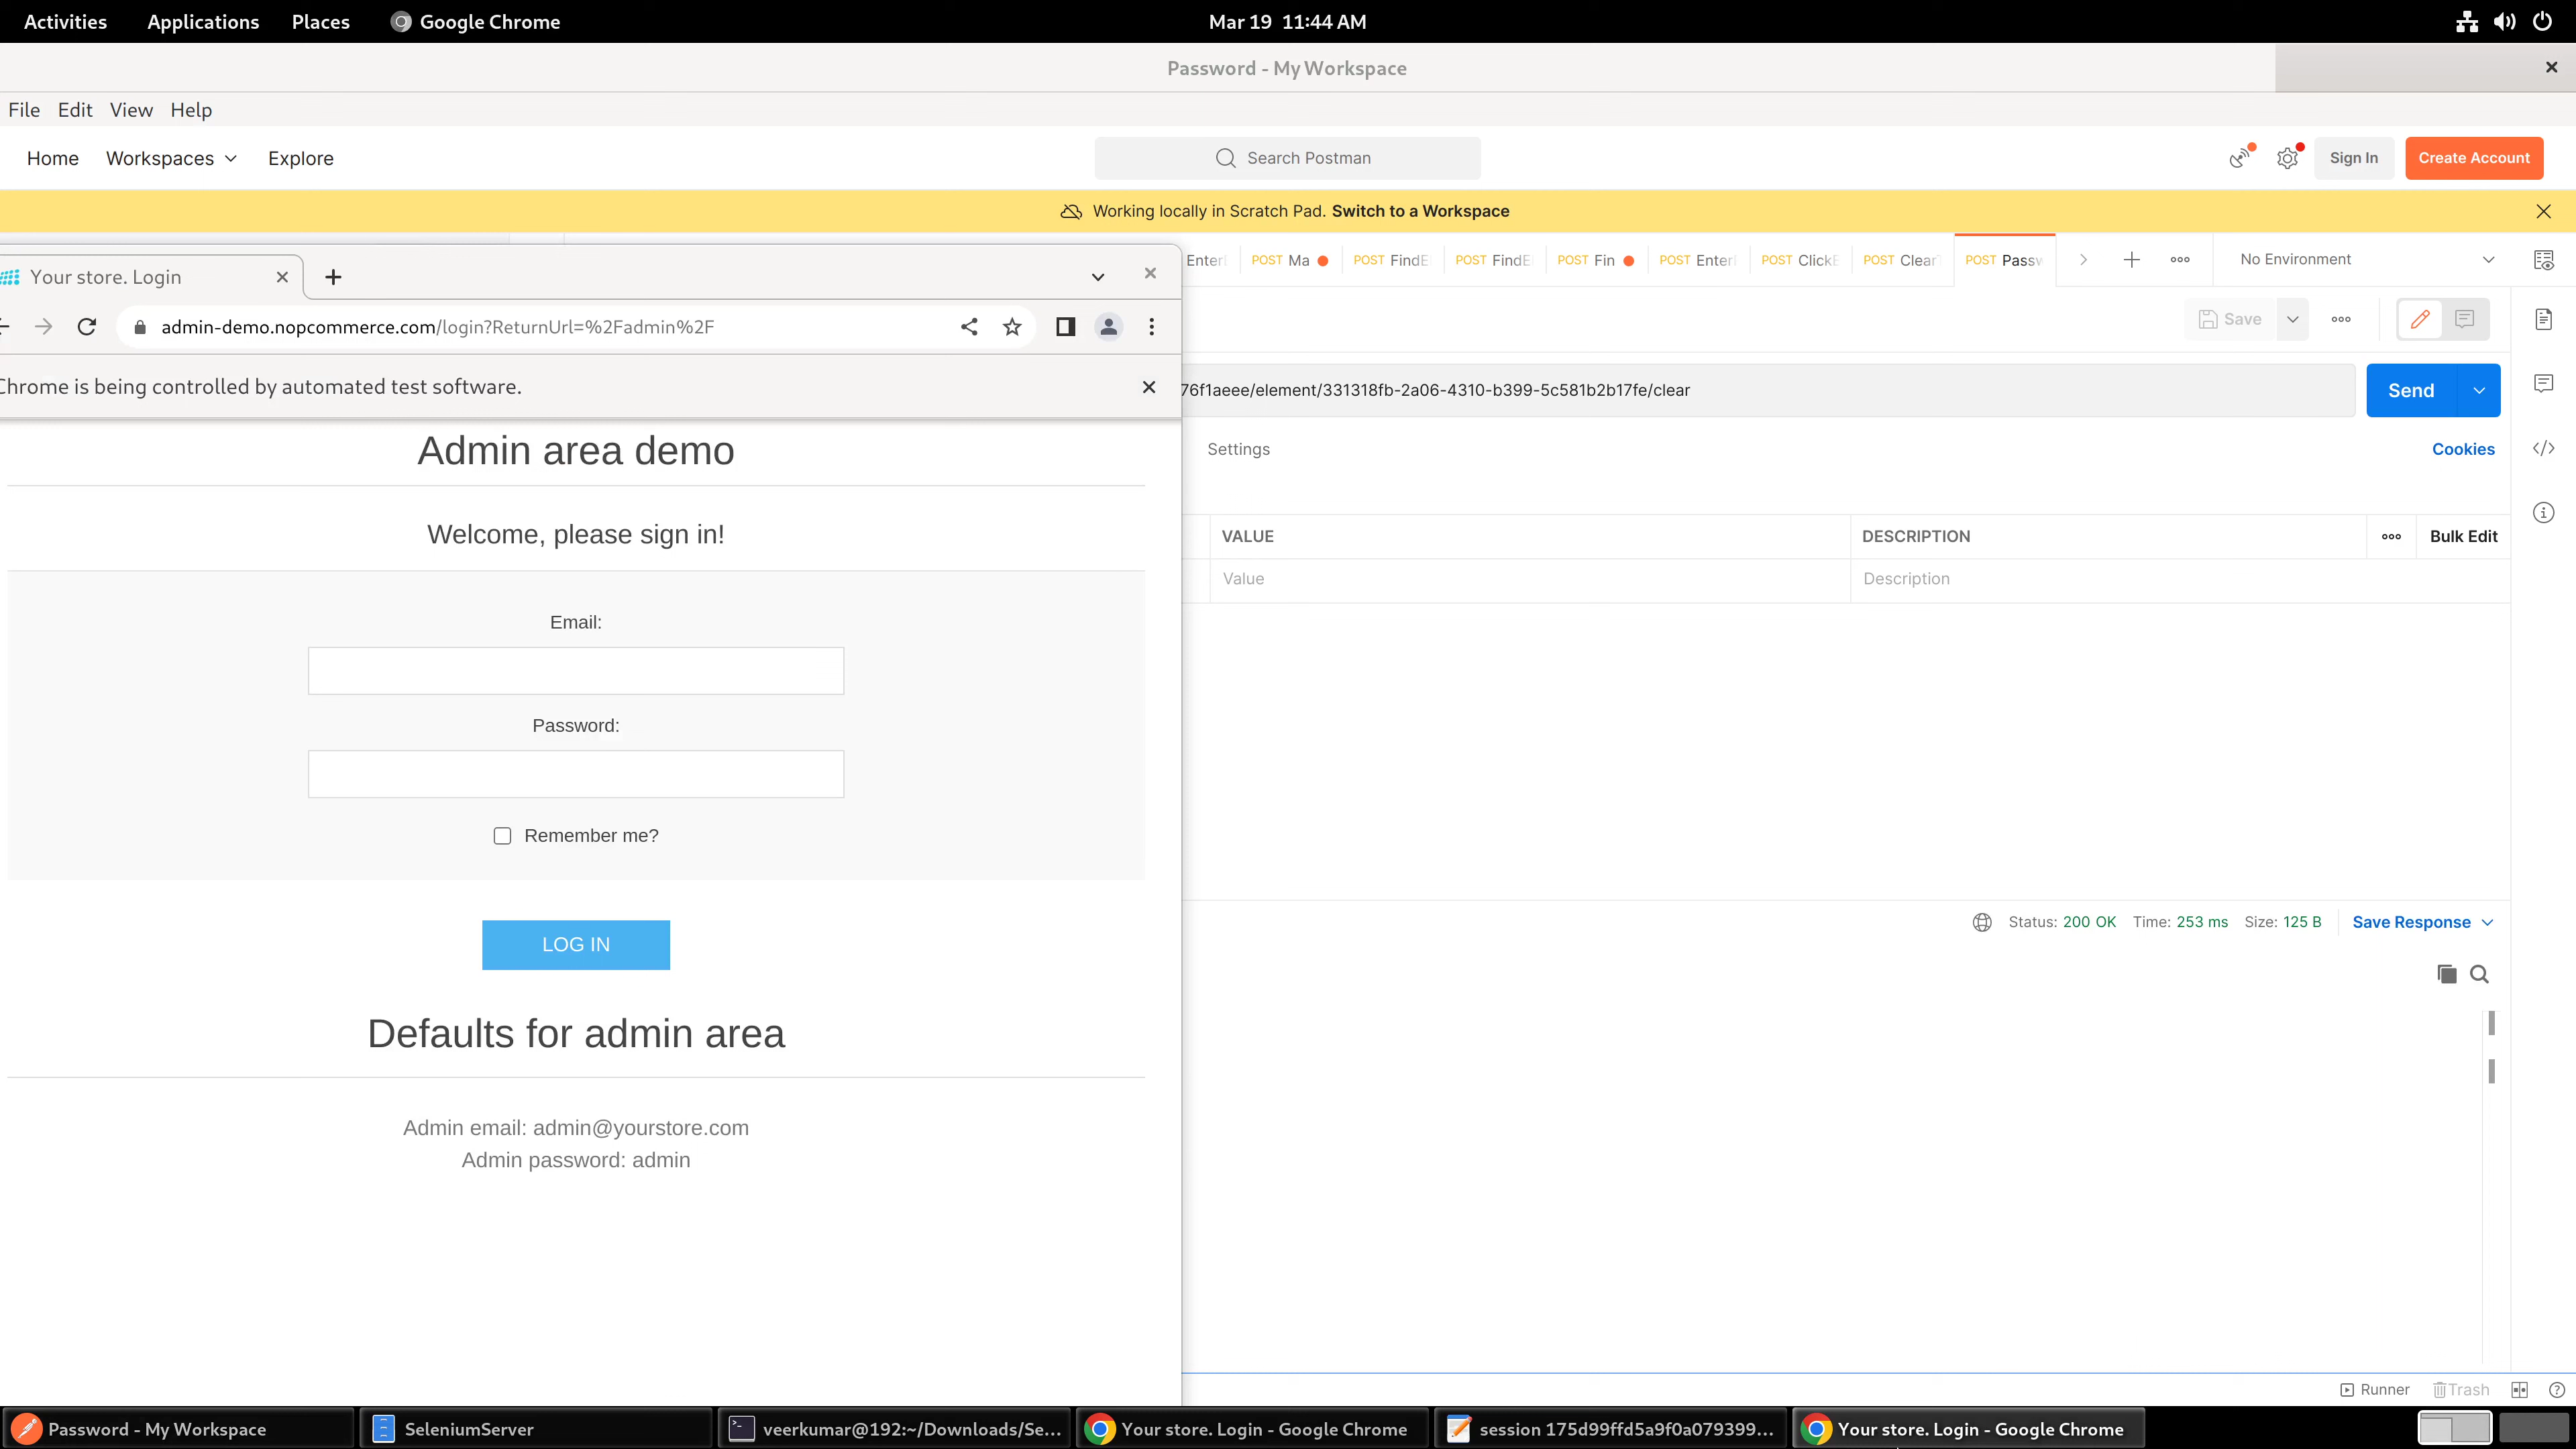 Activities Applications Places Google Chrome Mar 19 11:44 AM
Password - My Workspace
File Edit View Help
Home Workspaces Explore Search Postman Sign In Create Account
Working locally in Scratch Pad. Switch to a Workspace
Your store. Login
POST Ma POST FindE POST FindE POST Fin POST Enter POST ClickE POST Clear POST Passw No Environment
admin-demo.nopcommerce.com/login?ReturnUrl=%2Fadmin%2F
Save
Chrome is being controlled by automated test software.
76f1aeee/element/331318fb-2a06-4310-b399-5c581b2b17fe/clear
Send
Settings
Cookies
Admin area demo
Welcome, please sign in!
VALUE DESCRIPTION Bulk Edit
Value Description
Email:
Password:
Remember me?
LOG IN
Status: 200 OK Time: 253 ms Size: 125 B Save Response
Defaults for admin area
Admin email: admin@yourstore.com
Admin password: admin
Runner Trash
Password - My Workspace SeleniumServer veerkumar@192:~/Downloads/Se... Your store. Login - Google Chrome session 175d99ffd5a9f0a079399... Your store. Login - Google Chrome